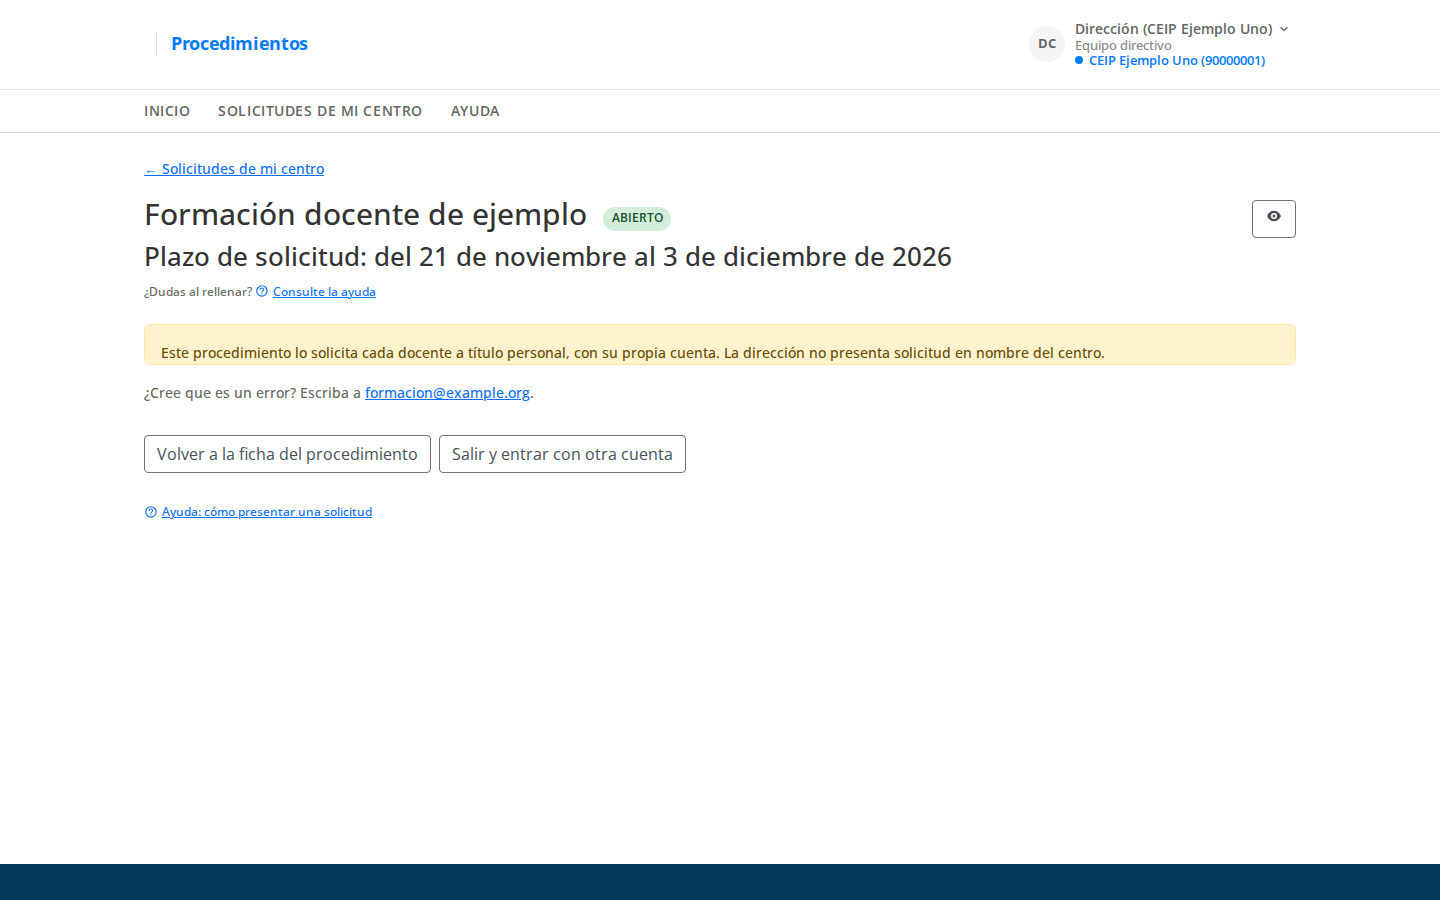 Procedimientos
DC
Dirección (CEIP Ejemplo Uno)
Equipo directivo
CEIP Ejemplo Uno (90000001)
INICIO
SOLICITUDES DE MI CENTRO
AYUDA
← Solicitudes de mi centro
Formación docente de ejemplo ABIERTO
Plazo de solicitud: del 21 de noviembre al 3 de diciembre de 2026
¿Dudas al rellenar? Consulte la ayuda
Este procedimiento lo solicita cada docente a título personal, con su propia cuenta. La dirección no presenta solicitud en nombre del centro.
¿Cree que es un error? Escriba a formacion@example.org.
Volver a la ficha del procedimiento
Salir y entrar con otra cuenta
Ayuda: cómo presentar una solicitud